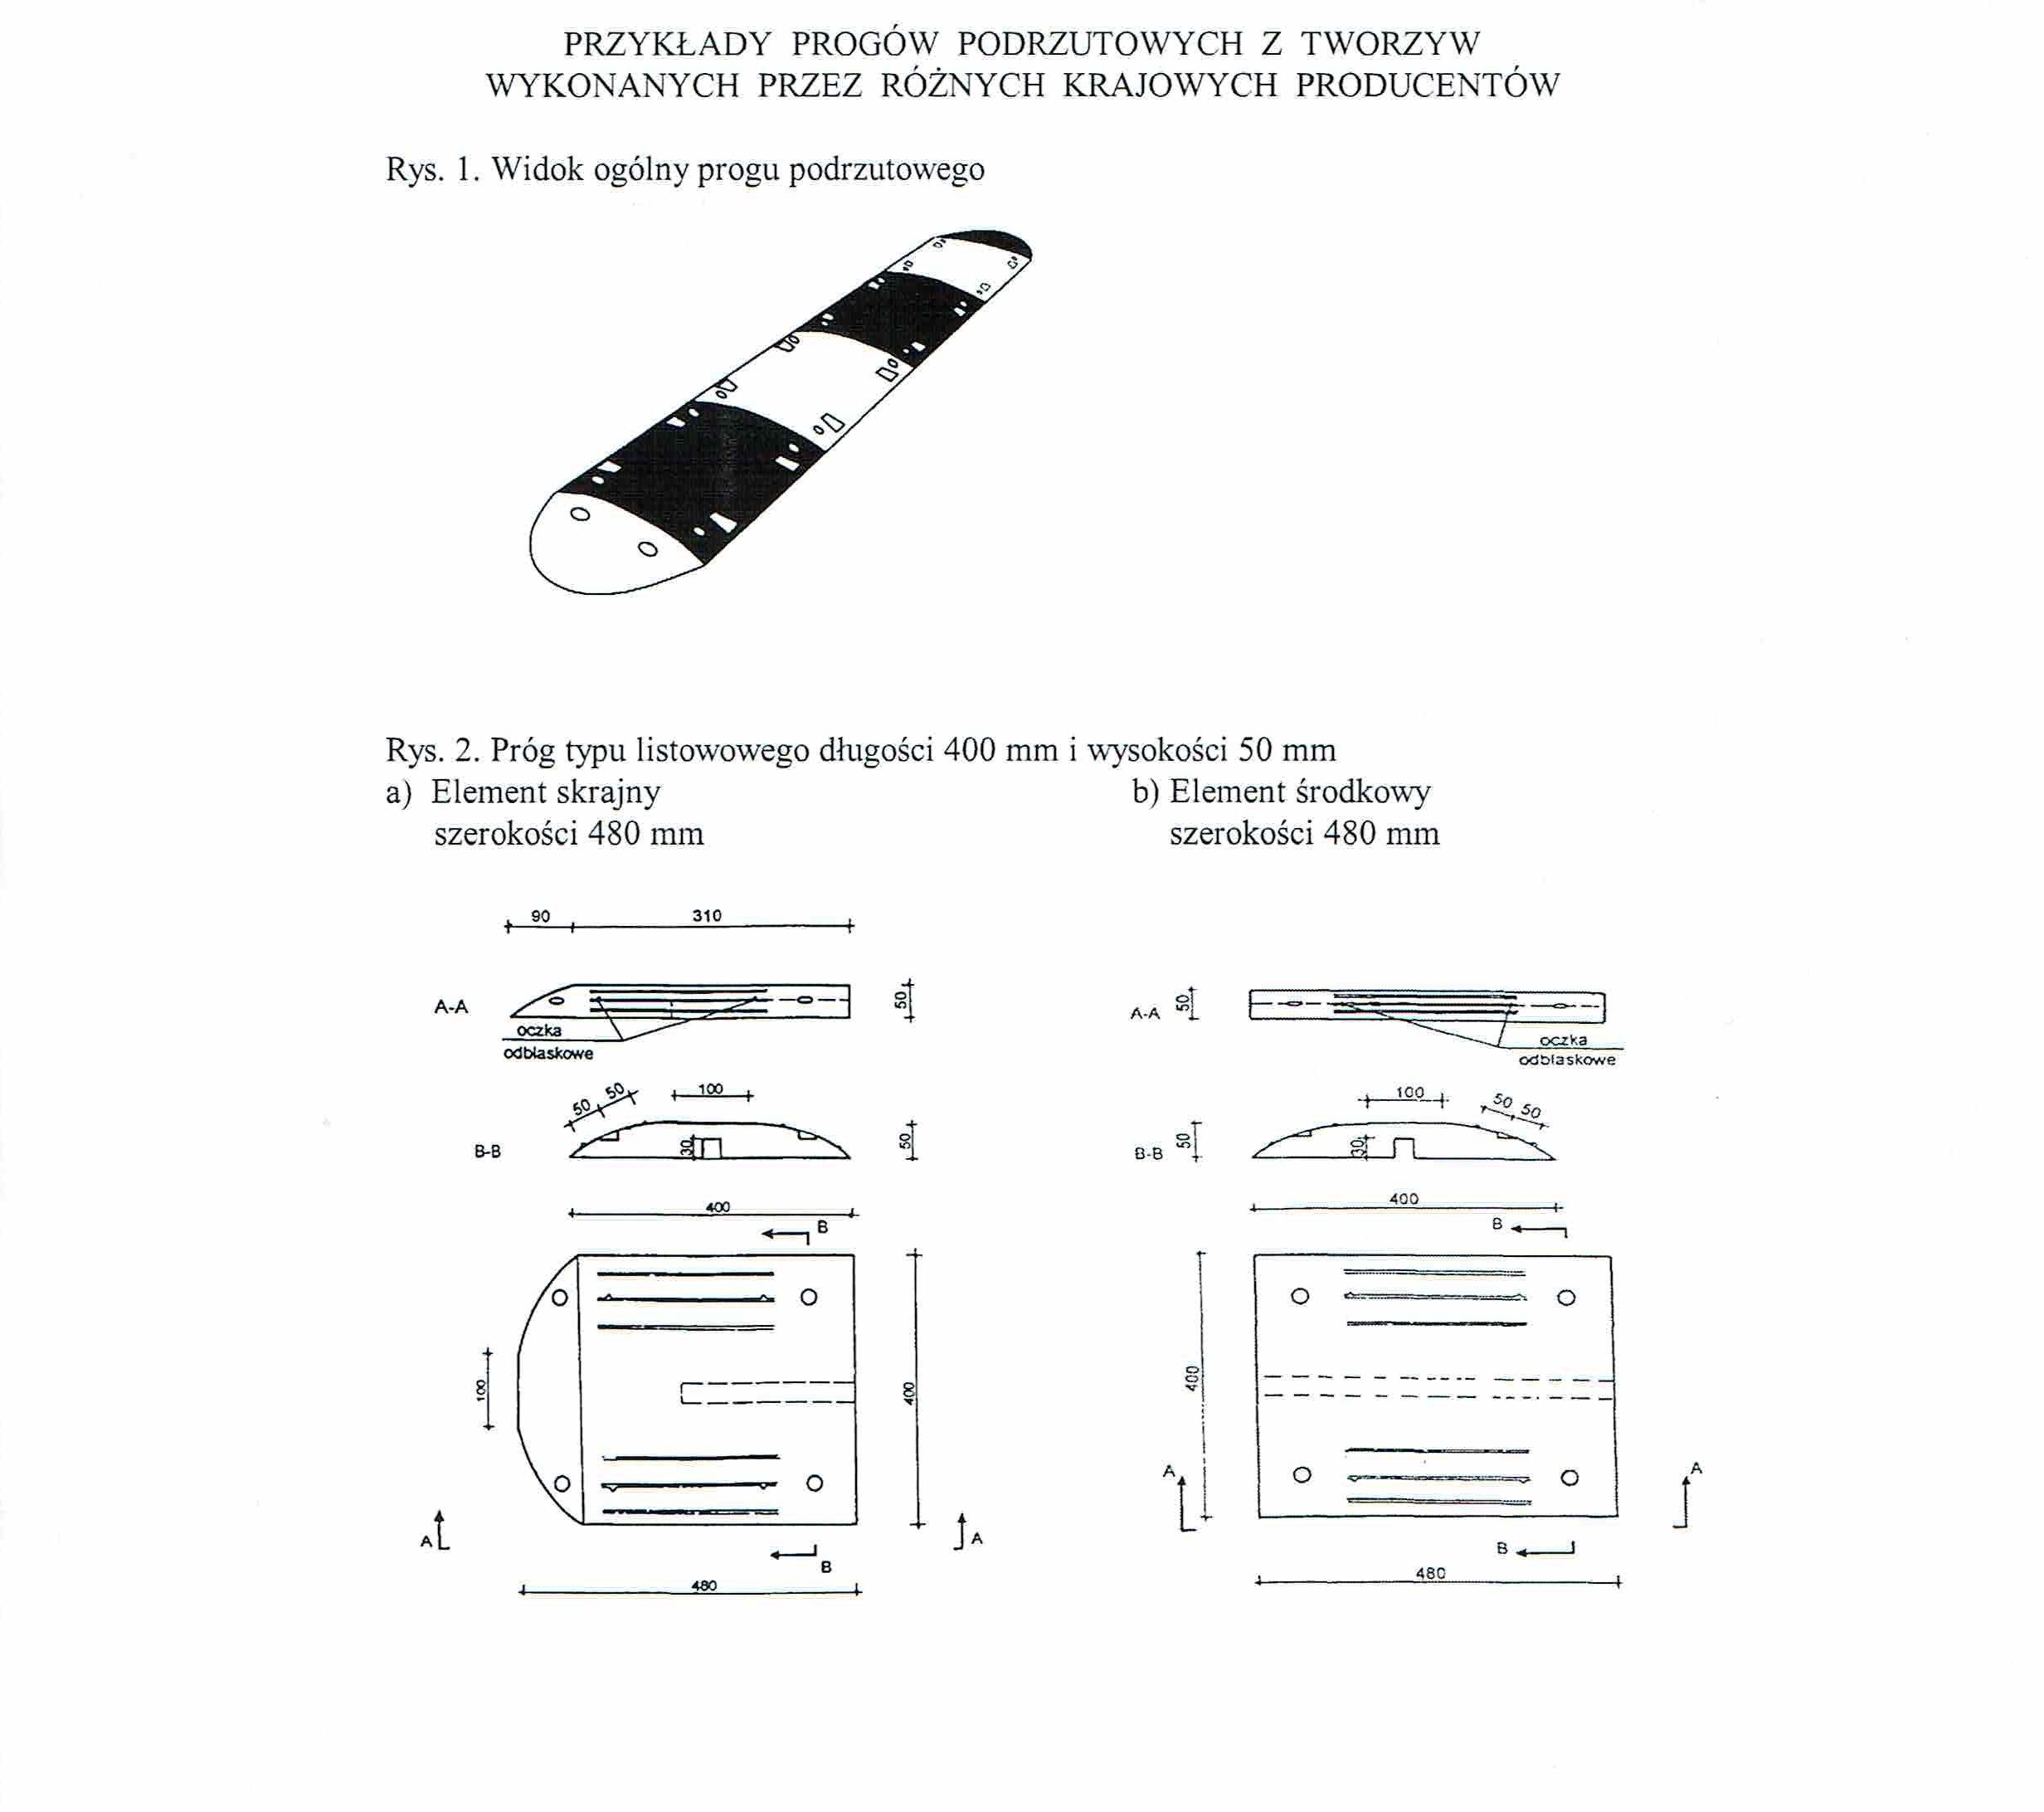 PRZYKŁADY PROGÓW PODRZUTOWYCH Z TWORZYW
WYKONANYCH PRZEZ RÓŻNYCH KRAJOWYCH PRODUCENTÓW
Rys. 1. Widok ogólny progu podrzutowego
Rys. 2. Próg typu listowowego długości 400 mm i wysokości 50 mm
a) Element skrajny
szerokości 480 mm
b) Element środkowy
szerokości 480 mm
90 310
A-A
50
oczka
odblaskowe
50 50 100
B-B
30
50
400
B
100
400
A
A
B
480
A-A
50
oczka
odblaskowe
100 50 50
B-B
50
30
400
B
400
A
A
B
480